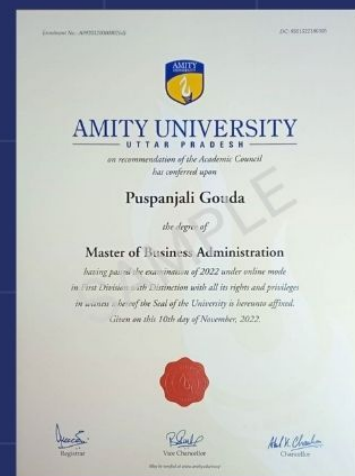 AMITY
UNIVERSITY
AMITY UNIVERSITY
UTTAR PRADESH
on recommendation of the Academic Council
has conferred upon
Puspanjali Gouda
the degree of
Master of Business Administration
having passed the examination of 2022 under online mode
in First Division with Distinction with all its rights and privileges
in witness whereof the Seal of the University is hereunto affixed.
Given on this 10th day of November, 2022.
SAMPLE
Registrar
Vice Chancellor
Chancellor